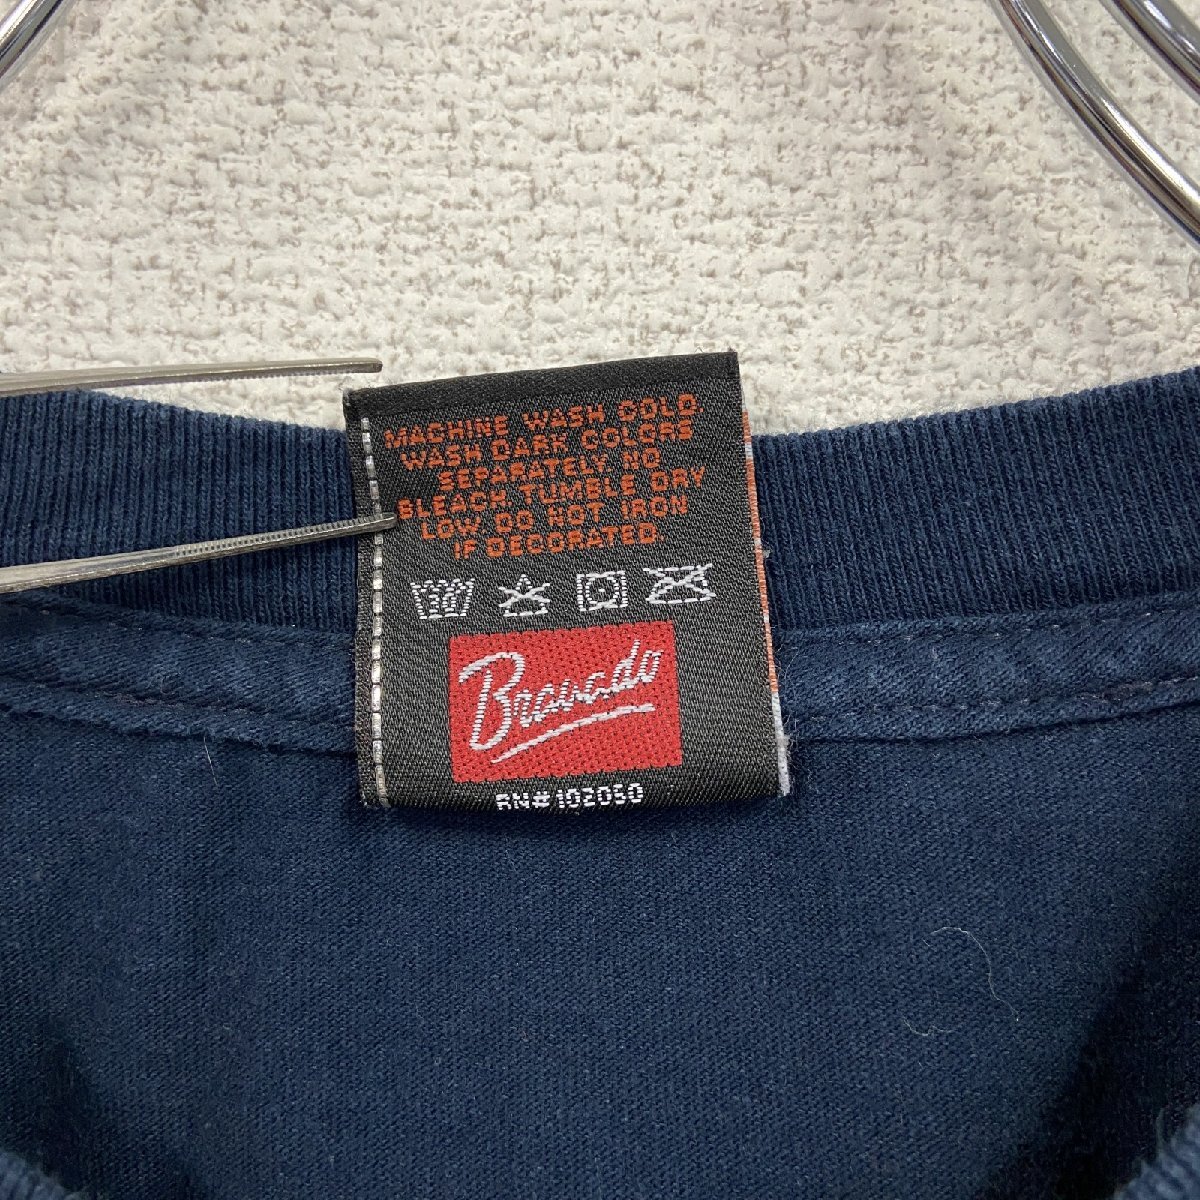 MACHINE WASH COLD.
WASH DARK COLORS
SEPARATELY. NO
BLEACH TUMBLE DRY
LOW DO NOT IRON
IF DECORATED.
30
Bravado
RN# 102050